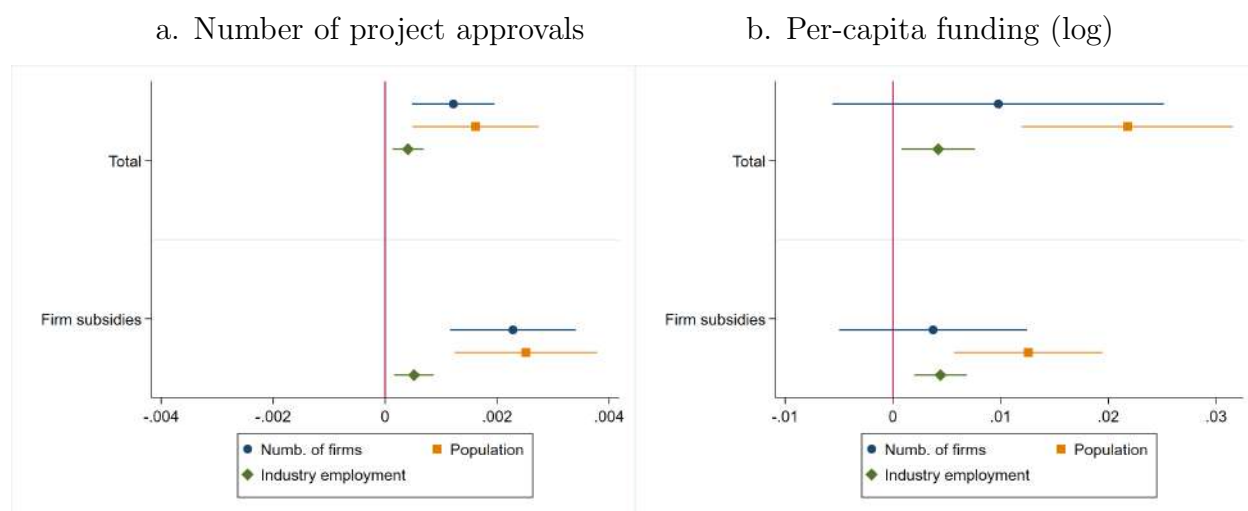 a. Number of project approvals
b. Per-capita funding (log)
Total
Firm subsidies
-.004 -.002 0 .002 .004
Numb. of firms Population
Industry employment
Total
Firm subsidies
-.01 0 .01 .02 .03
Numb. of firms Population
Industry employment